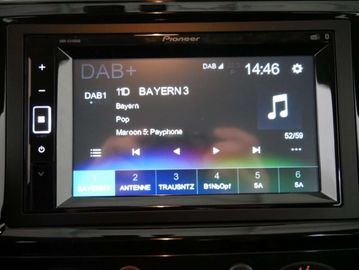 Pioneer
DAB+
DAB
14:46
DAB1
11D BAYERN 3
Bayern
Pop
Maroon 5: Payphone
52/59
1 2 3 4 5 6
BAYERN3 ANTENNE TRAUSNTZ B1NbOpf 5A 5A